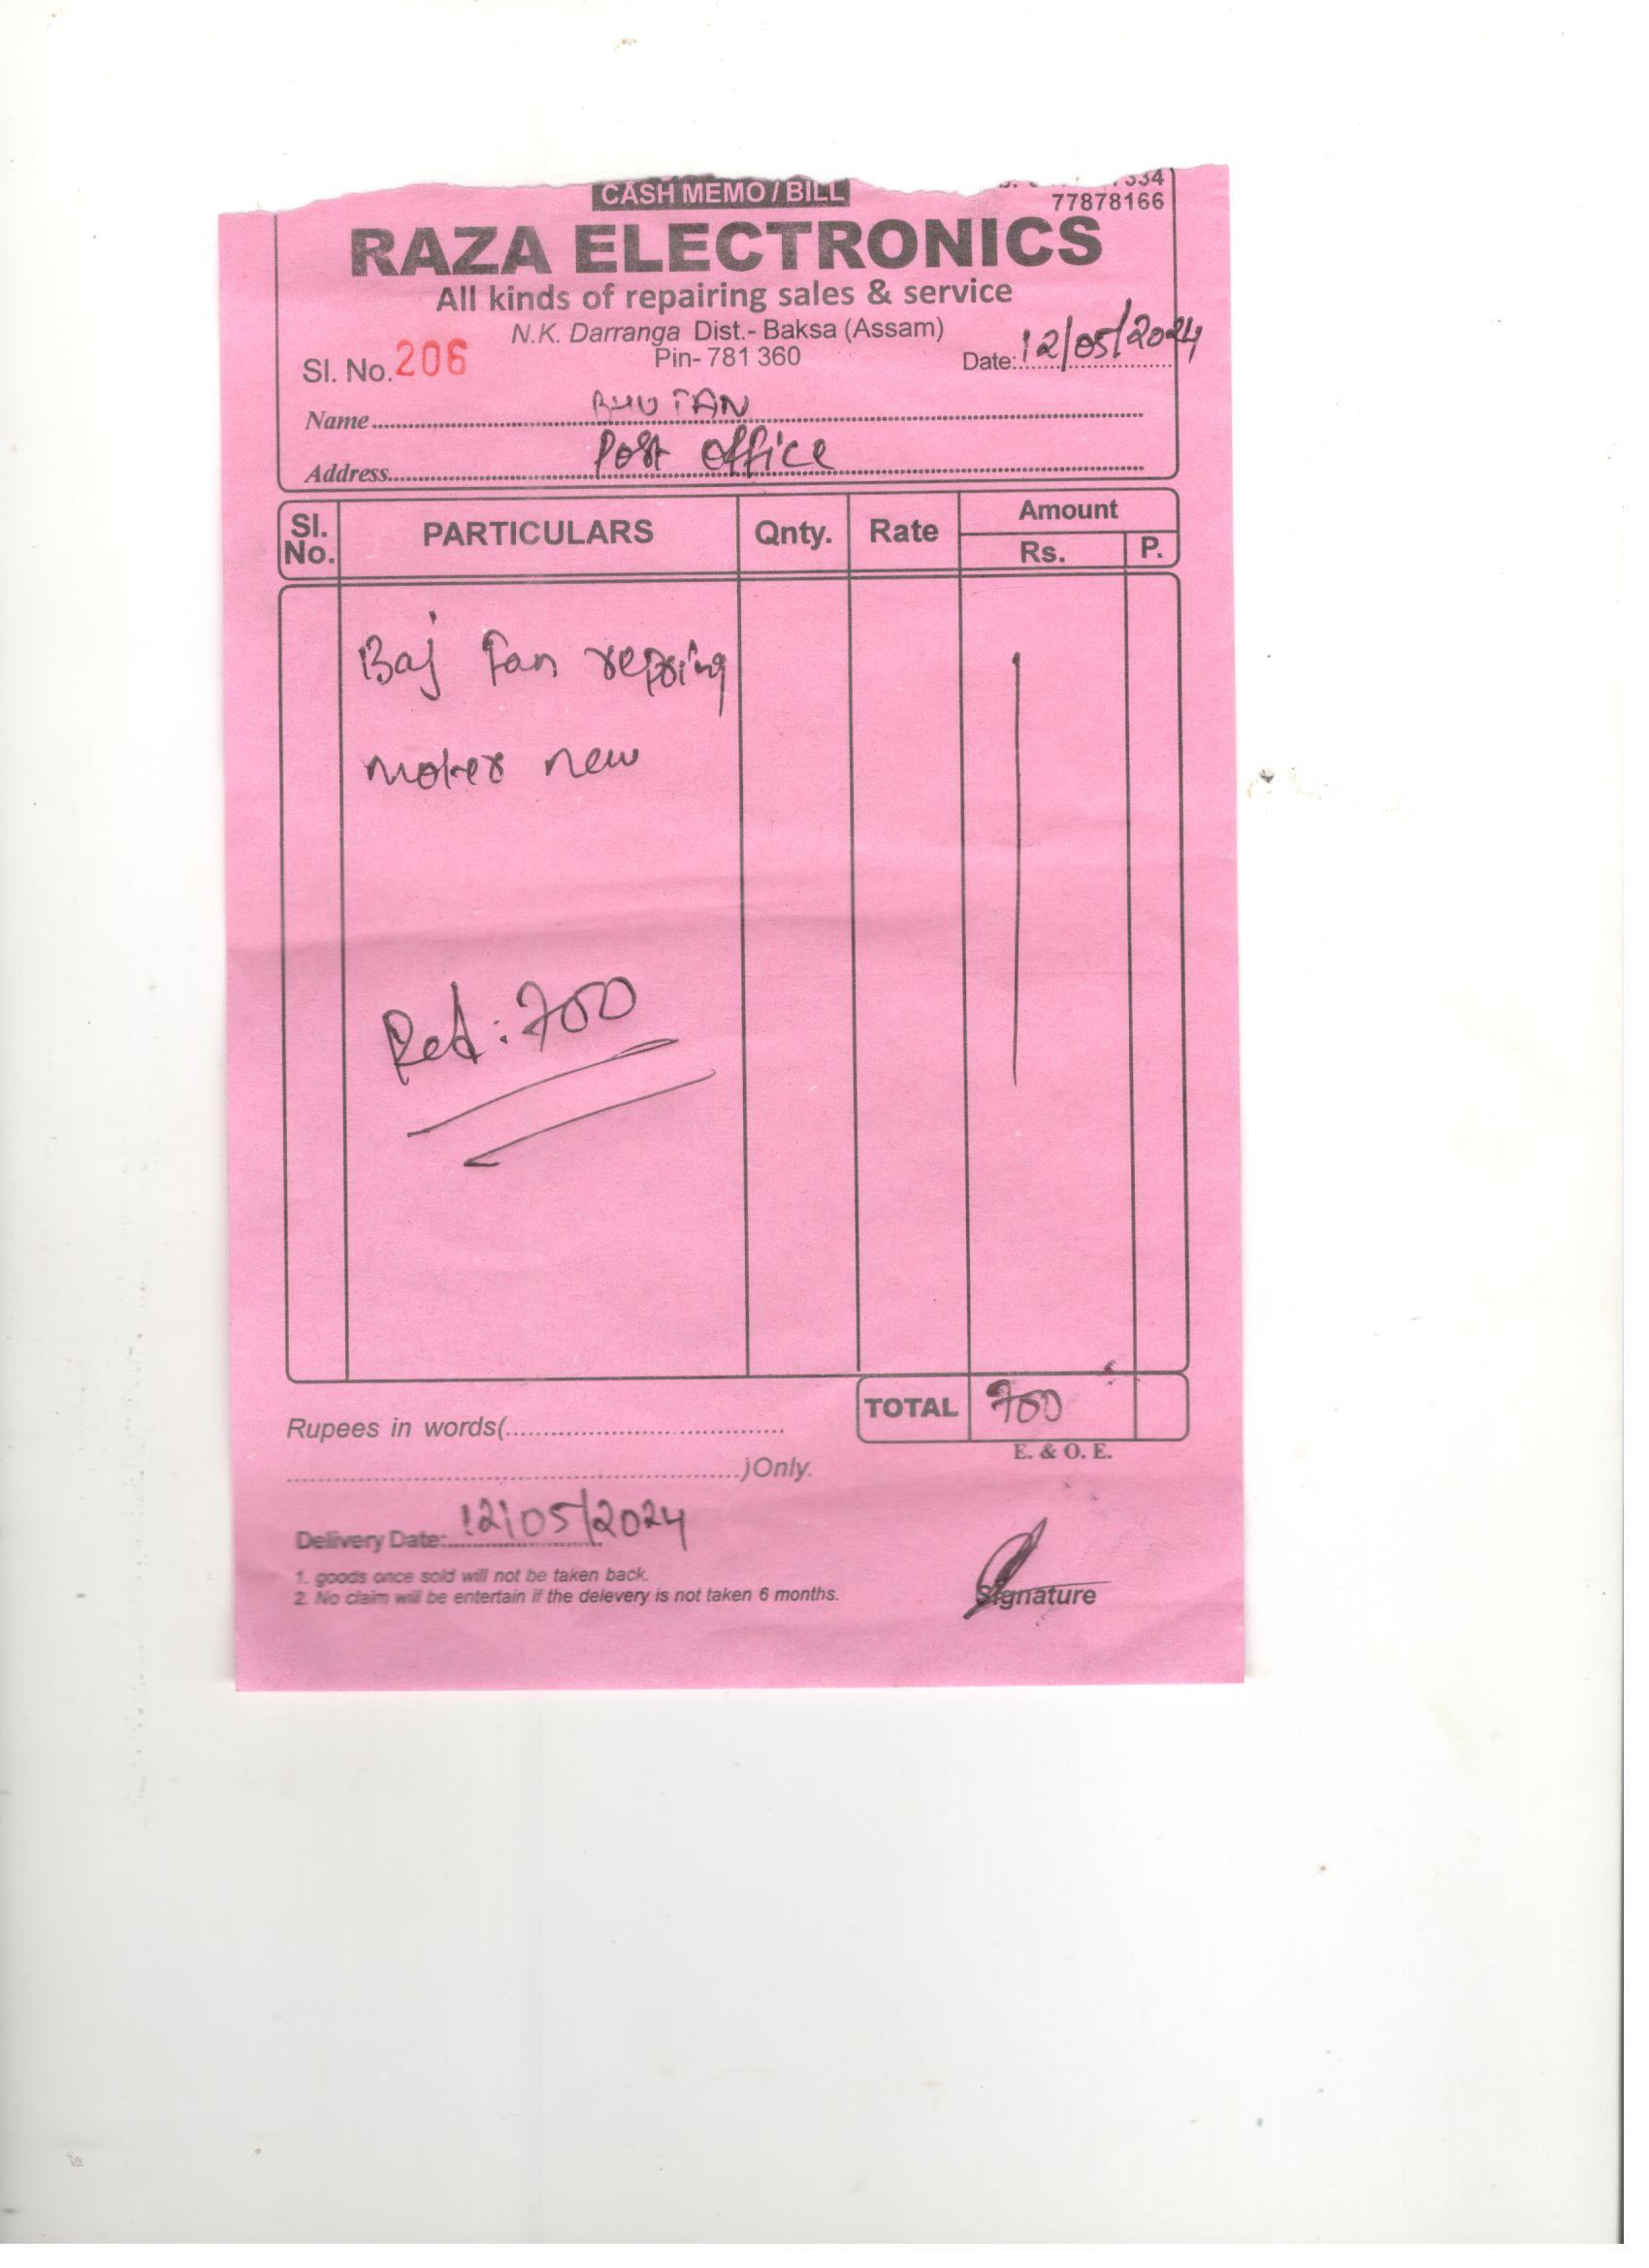 CASH MEMO / BILL
334
77878166
RAZA ELECTRONICS
All kinds of repairing sales & service
N.K. Darranga Dist.- Baksa (Assam)
Pin- 781 360
Sl. No. 206
Date: 12/05/2024
Name BHUTAN
Address Post office
Sl. No. PARTICULARS Qnty. Rate Amount
Rs. P.
Baj fan repring
moter new
Red: 700
TOTAL 700
Rupees in words(
)Only.
E. & O. E.
Delivery Date: 12/05/2024
1. goods once sold will not be taken back.
2. No claim will be entertain if the delevery is not taken 6 months.
Signature